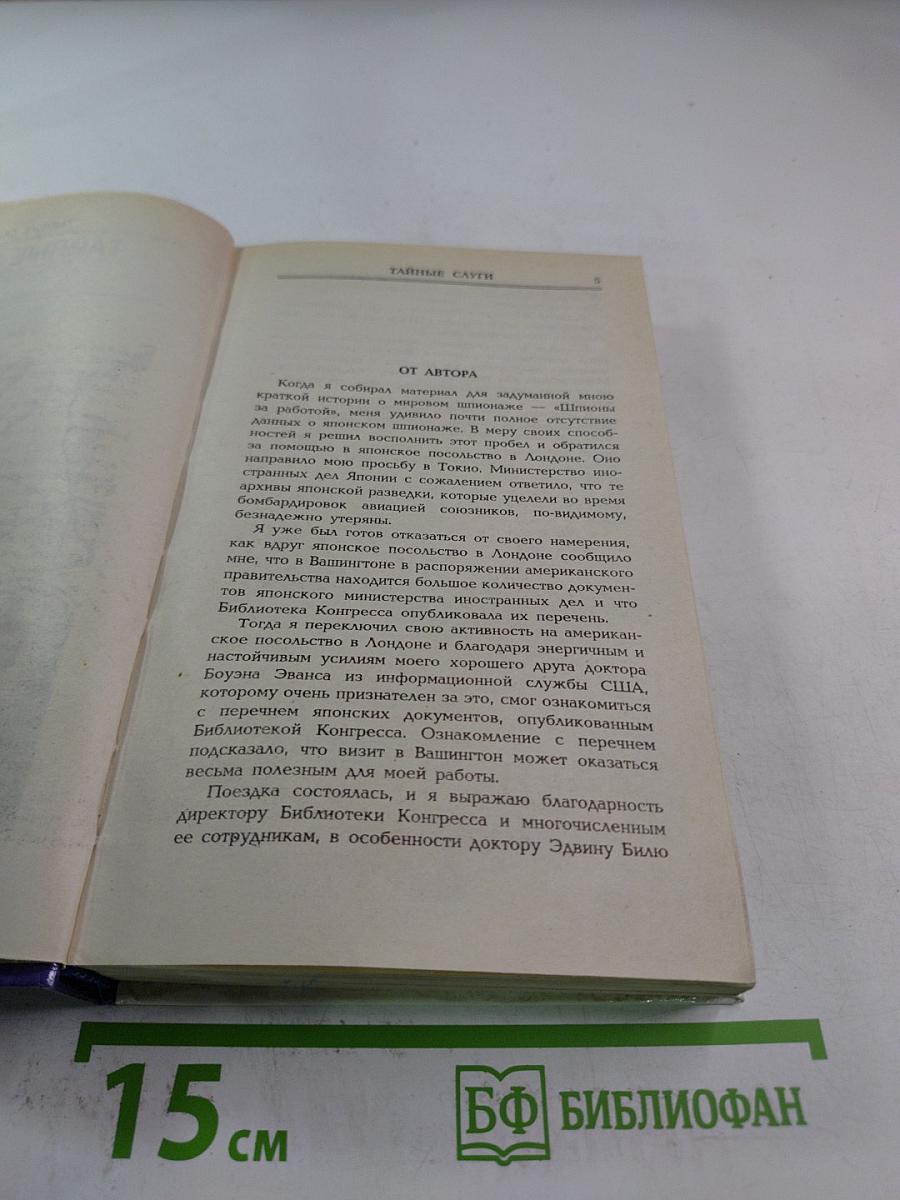 ТАЙНЫЕ СЛУГИ
5
ОТ АВТОРА
Когда я собирал материал для задуманной мною
краткой истории о мировом шпионаже — «Шпионы
за работой», меня удивило почти полное отсутствие
данных о японском шпионаже. В меру своих способ-
ностей я решил восполнить этот пробел и обратился
за помощью в японское посольство в Лондоне. Оно
направило мою просьбу в Токио. Министерство ино-
странных дел Японии с сожалением ответило, что те
архивы японской разведки, которые уцелели во время
бомбардировок авиацией союзников, по-видимому,
безнадежно утеряны.
Я уже был готов отказаться от своего намерения,
как вдруг японское посольство в Лондоне сообщило
мне, что в Вашингтоне в распоряжении американского
правительства находится большое количество докумен-
тов японского министерства иностранных дел и что
Библиотека Конгресса опубликовала их перечень.
Тогда я переключил свою активность на американ-
ское посольство в Лондоне и благодаря энергичным и
настойчивым усилиям моего хорошего друга доктора
Боуэна Эванса из информационной службы США,
которому очень признателен за это, смог ознакомиться
с перечнем японских документов, опубликованным
Библиотекой Конгресса. Ознакомление с перечнем
подсказало, что визит в Вашингтон может оказаться
весьма полезным для моей работы.
Поездка состоялась, и я выражаю благодарность
директору Библиотеки Конгресса и многочисленным
ее сотрудникам, в особенности доктору Эдвину Билю
15 см
БФ БИБЛИОФАН